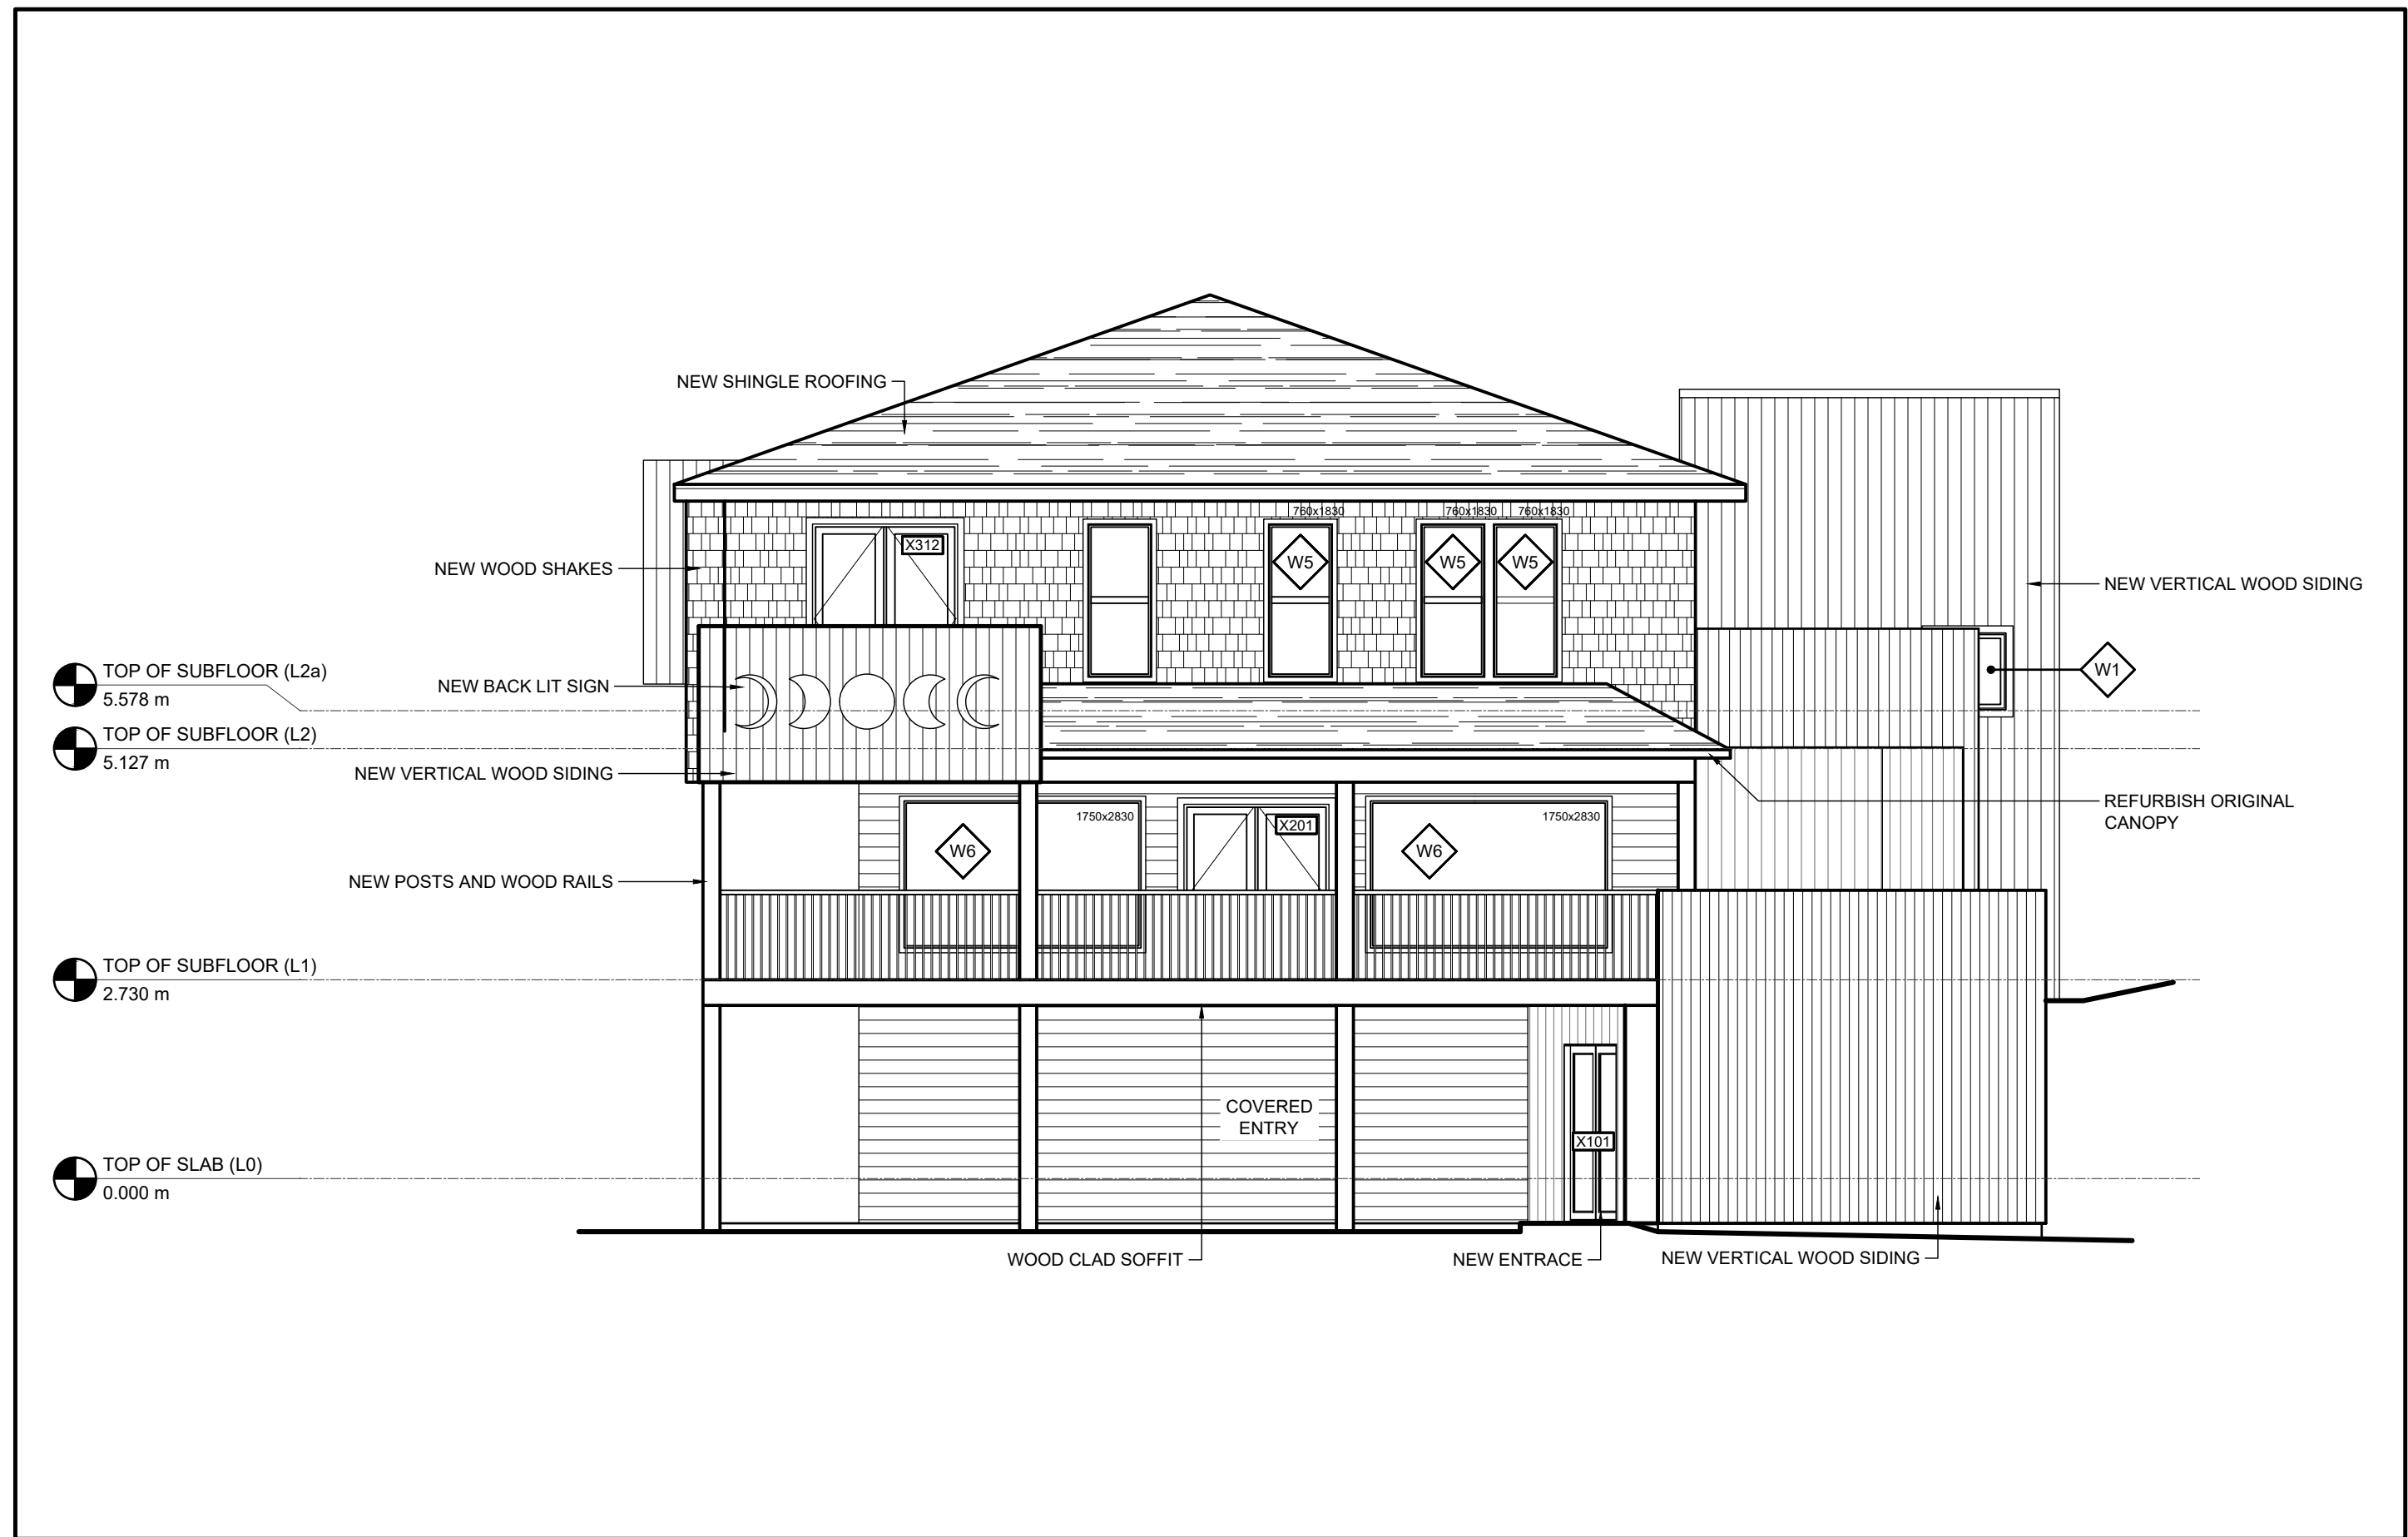 NEW SHINGLE ROOFING
760x1830
760x1830
760x1830
X312
W5
W5
W5
NEW WOOD SHAKES
NEW VERTICAL WOOD SIDING
TOP OF SUBFLOOR (L2a)
5.578 m
NEW BACK LIT SIGN
W1
TOP OF SUBFLOOR (L2)
5.127 m
NEW VERTICAL WOOD SIDING
REFURBISH ORIGINAL
CANOPY
1750x2830
X201
1750x2830
W6
W6
NEW POSTS AND WOOD RAILS
TOP OF SUBFLOOR (L1)
2.730 m
COVERED
ENTRY
X101
TOP OF SLAB (L0)
0.000 m
WOOD CLAD SOFFIT
NEW ENTRACE
NEW VERTICAL WOOD SIDING